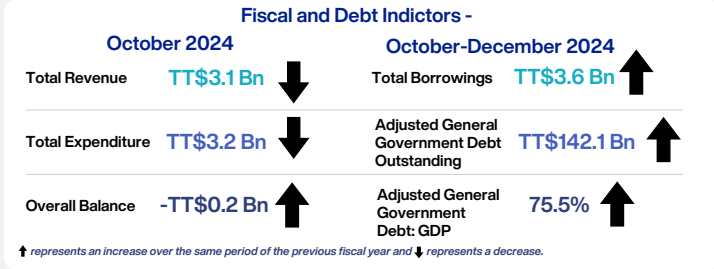 Fiscal and Debt Indictors -
October 2024
October-December 2024
Total Revenue TT$3.1 Bn
Total Borrowings TT$3.6 Bn
Total Expenditure TT$3.2 Bn
Adjusted General
Government Debt TT$142.1 Bn
Outstanding
Overall Balance -TT$0.2 Bn
Adjusted General
Government 75.5%
Debt: GDP
represents an increase over the same period of the previous fiscal year and represents a decrease.